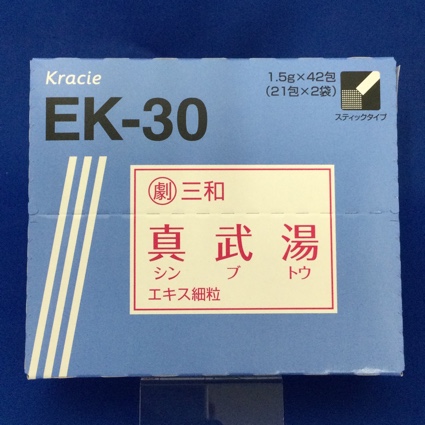 Kracie
EK-30
1.5g×42包
(21包×2袋)
スティックタイプ
劇 三和
真武湯
シンブトウ
エキス細粒